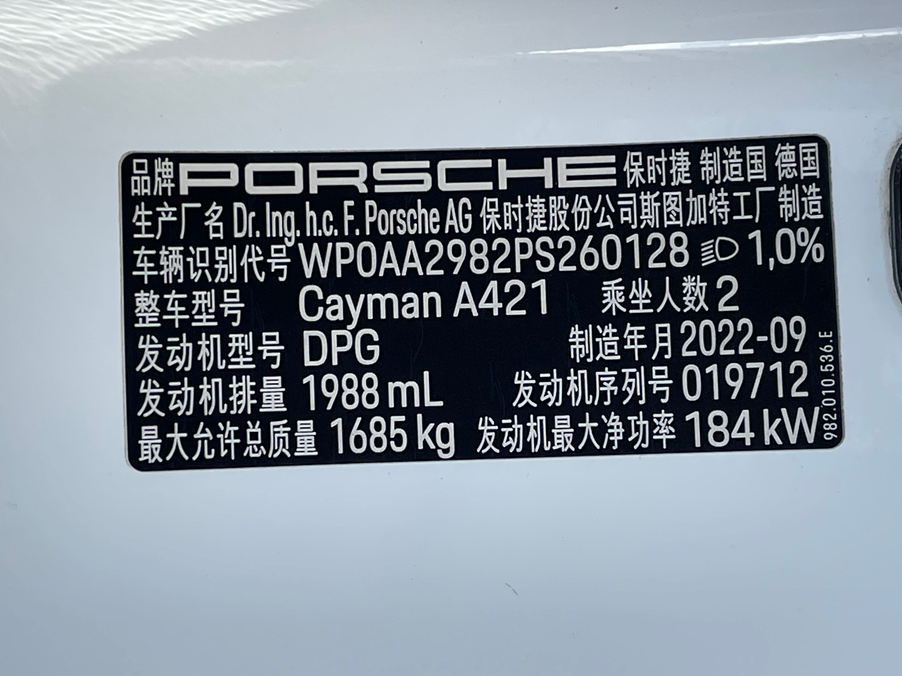 品牌 PORSCHE 保时捷 制造国 德国
生产厂名 Dr. Ing. h.c. F. Porsche AG 保时捷股份公司斯图加特工厂制造
车辆识别代号 WP0AA2982PS260128 1,0%
整车型号 Cayman A421 乘坐人数 2
发动机型号 DPG 制造年月 2022-09
发动机排量 1988 mL 发动机序列号 019712
最大允许总质量 1685 kg 发动机最大净功率 184 kW
982.010.536.E